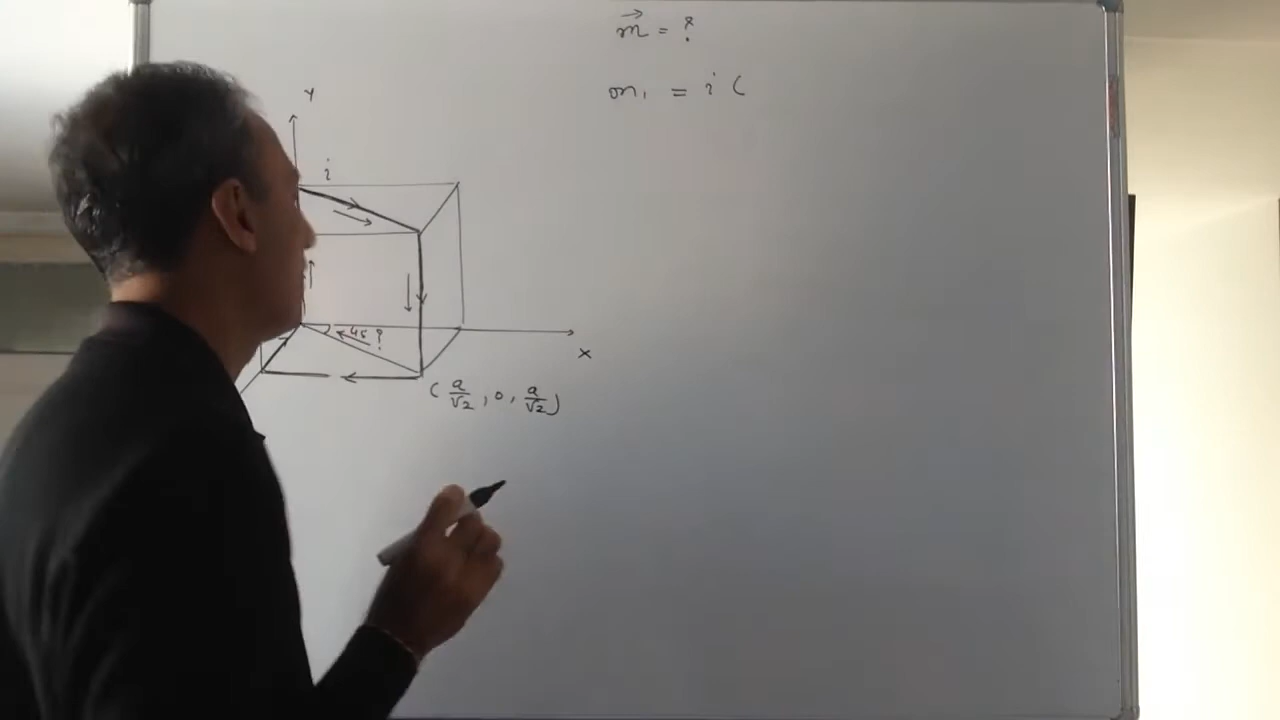 m⃗ = ?
m₁ = i (
Y
i
45 ?
x
(a/√2, 0, a/√2)